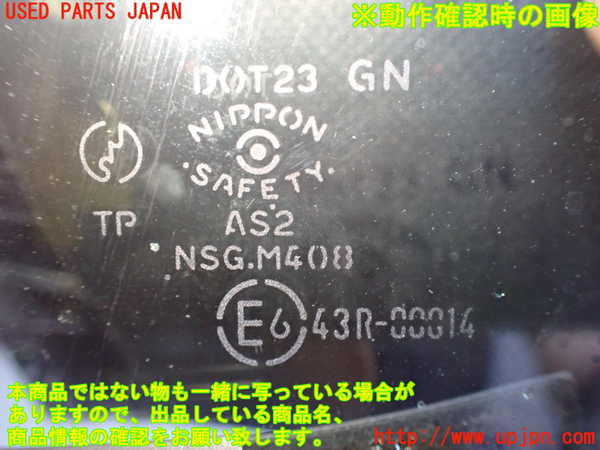 USED PARTS JAPAN
※動作確認時の画像
DOT23 GN
NIPPON
・SAFETY・
TP AS2
NSG.M408
E6 43R-00014
本商品ではない物も一緒に写っている場合が
ありますので、出品している商品名、
商品情報の確認をお願い致します。
http://www.upjpn.com/